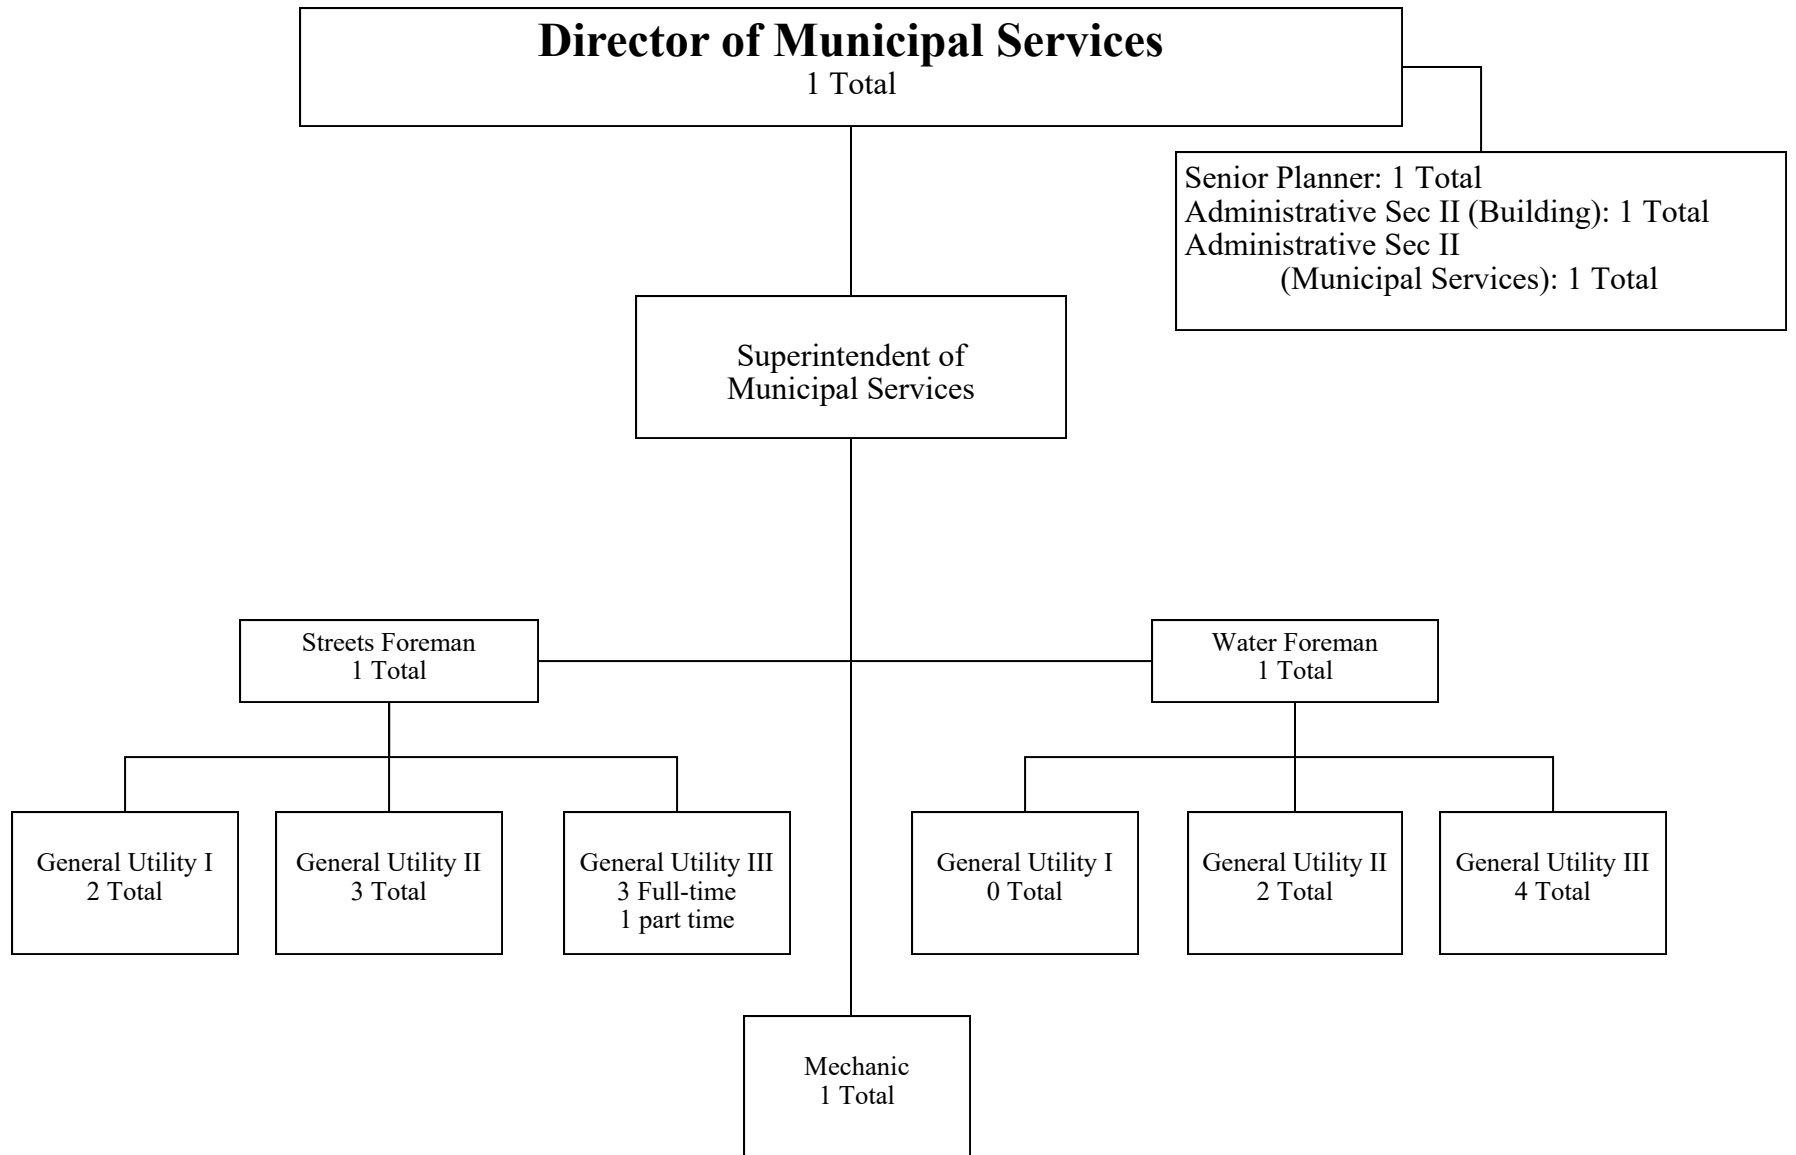 Director of Municipal Services
1 Total
Senior Planner: 1 Total
Administrative Sec II (Building): 1 Total
Administrative Sec II
(Municipal Services): 1 Total
Superintendent of
Municipal Services
Streets Foreman
1 Total
Water Foreman
1 Total
General Utility I
2 Total
General Utility II
3 Total
General Utility III
3 Full-time
1 part time
General Utility I
0 Total
General Utility II
2 Total
General Utility III
4 Total
Mechanic
1 Total